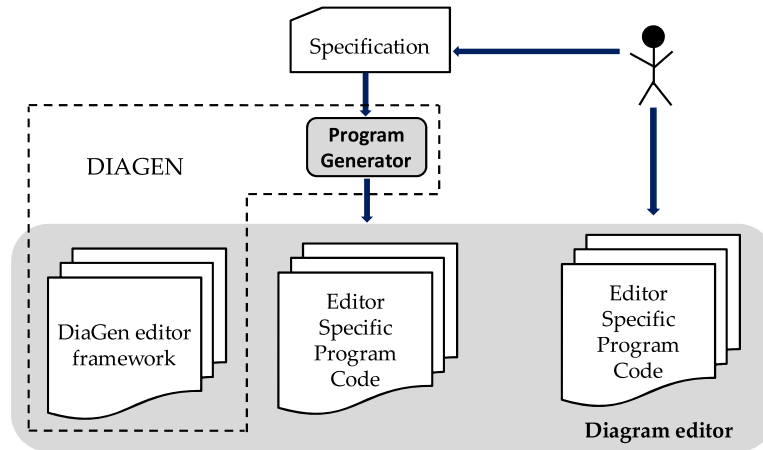 Specification
Program
Generator
DIAGEN
DiaGen editor
framework
Editor
Specific
Program
Code
Editor
Specific
Program
Code
Diagram editor